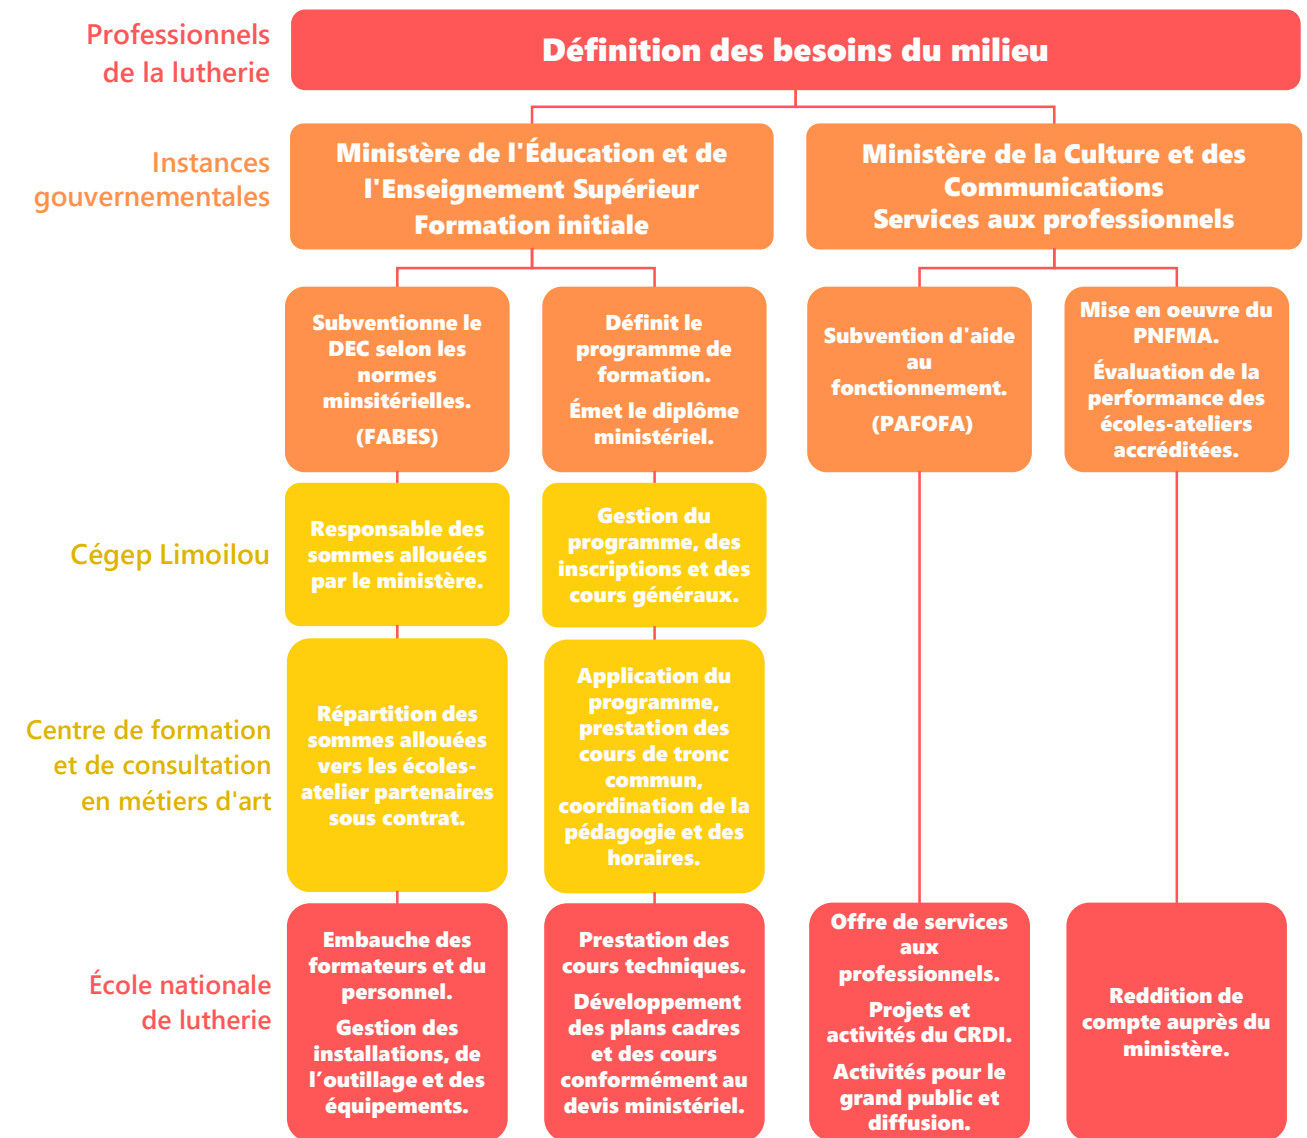 Professionnels
de la lutherie
Définition des besoins du milieu
Instances
gouvernementales
Ministère de l'Éducation et de
l'Enseignement Supérieur
Formation initiale
Ministère de la Culture et des
Communications
Services aux professionnels
Subventionne le
DEC selon les
normes
minsitérielles.
(FABES)
Définit le
programme de
formation.
Émet le diplôme
ministériel.
Subvention d'aide
au
fonctionnement.
(PAFOFA)
Mise en oeuvre du
PNFMA.
Évaluation de la
performance des
écoles-ateliers
accréditées.
Cégep Limoilou
Responsable des
sommes allouées
par le ministère.
Gestion du
programme, des
inscriptions et des
cours généraux.
Centre de formation
et de consultation
en métiers d'art
Répartition des
sommes allouées
vers les écoles-
atelier partenaires
sous contrat.
Application du
programme,
prestation des
cours de tronc
commun,
coordination de la
pédagogie et des
horaires.
École nationale
de lutherie
Embauche des
formateurs et du
personnel.
Gestion des
installations, de
l’outillage et des
équipements.
Prestation des
cours techniques.
Développement
des plans cadres
et des cours
conformément au
devis ministériel.
Offre de services
aux
professionnels.
Projets et
activités du CRDI.
Activités pour le
grand public et
diffusion.
Reddition de
compte auprès du
ministère.